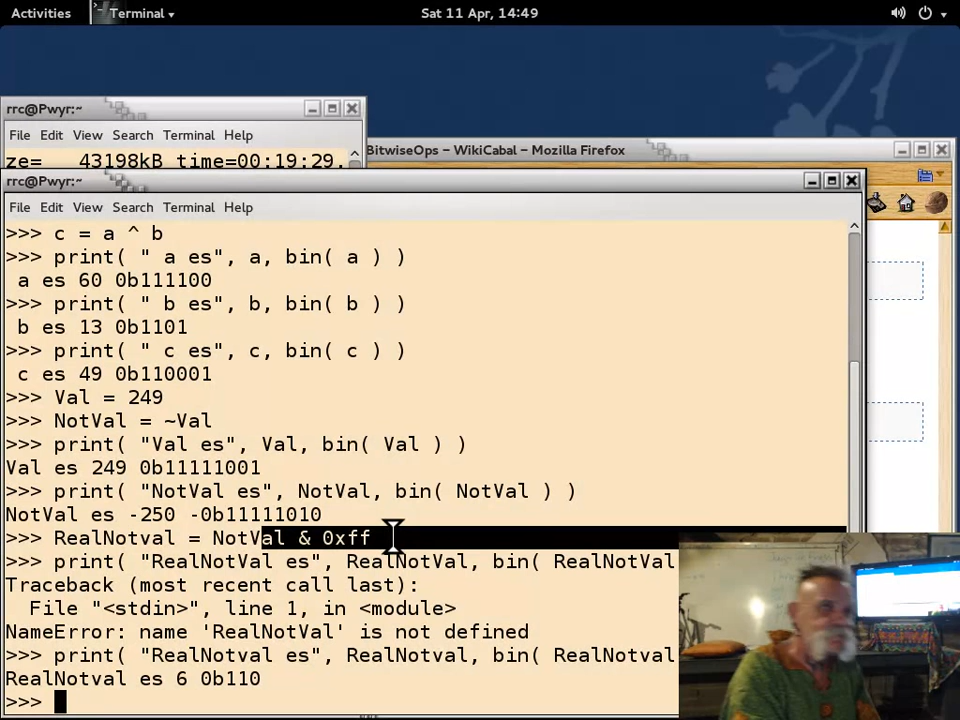 Activities Terminal Sat 11 Apr, 14:49
rrc@Pwyr:~
File Edit View Search Terminal Help
ze= 43198kB time=00:19:29.
BitwiseOps – WikiCabal – Mozilla Firefox
rrc@Pwyr:~
File Edit View Search Terminal Help
>>> c = a ^ b
>>> print( " a es", a, bin( a ) )
 a es 60 0b111100
>>> print( " b es", b, bin( b ) )
 b es 13 0b1101
>>> print( " c es", c, bin( c ) )
 c es 49 0b110001
>>> Val = 249
>>> NotVal = ~Val
>>> print( "Val es", Val, bin( Val ) )
Val es 249 0b11111001
>>> print( "NotVal es", NotVal, bin( NotVal ) )
NotVal es -250 -0b11111010
>>> RealNotval = NotVal & 0xff
>>> print( "RealNotVal es", RealNotVal, bin( RealNotVal
Traceback (most recent call last):
  File "<stdin>", line 1, in <module>
NameError: name 'RealNotVal' is not defined
>>> print( "RealNotval es", RealNotval, bin( RealNotval
RealNotval es 6 0b110
>>>